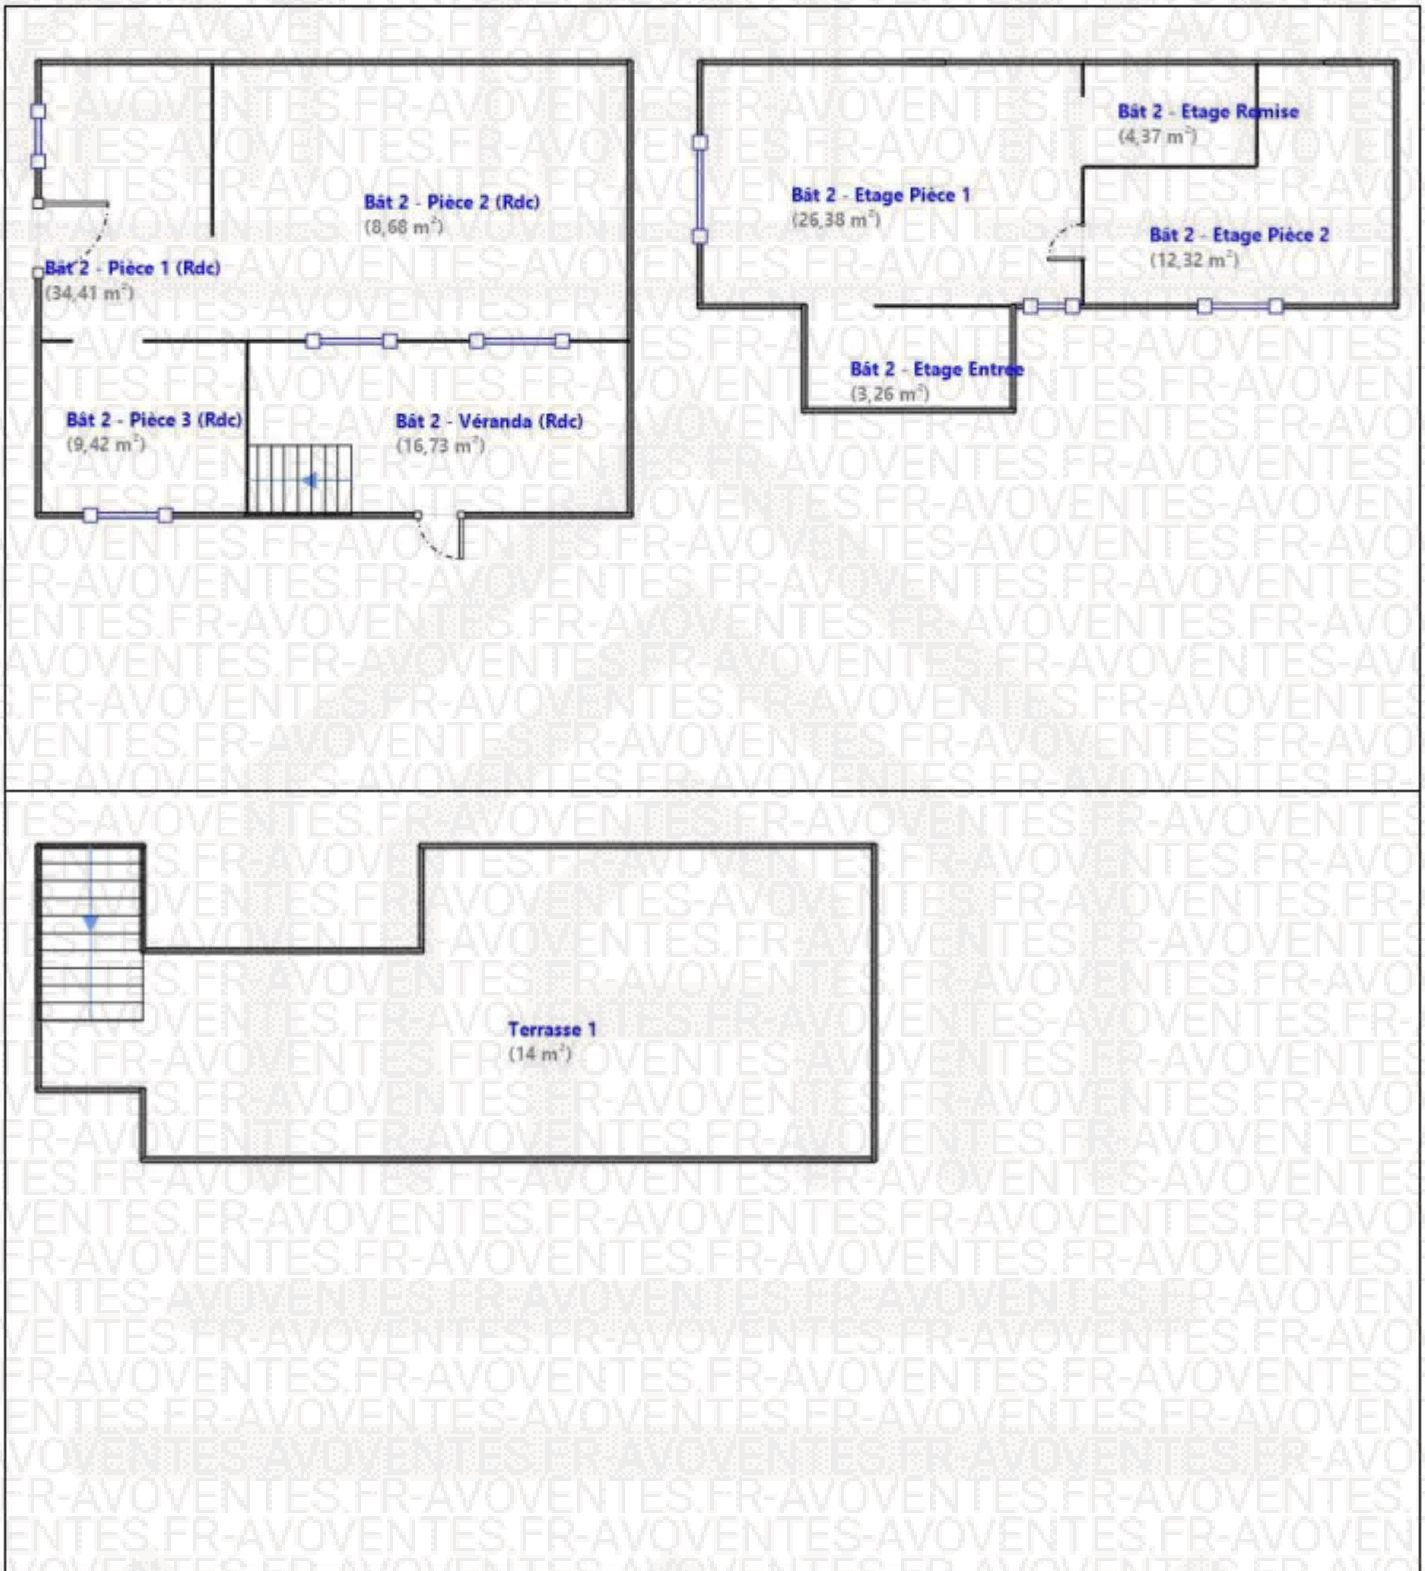 Bât 2 - Pièce 2 (Rdc)
(8,68 m²)
Bât 2 - Pièce 1 (Rdc)
(34,41 m²)
Bât 2 - Pièce 3 (Rdc)
(9,42 m²)
Bât 2 - Véranda (Rdc)
(16,73 m²)
Bât 2 - Etage Remise
(4,37 m²)
Bât 2 - Etage Pièce 1
(26,38 m²)
Bât 2 - Etage Pièce 2
(12,32 m²)
Bât 2 - Etage Entrée
(3,26 m²)
Terrasse 1
(14 m²)
AVOVENTES.FR